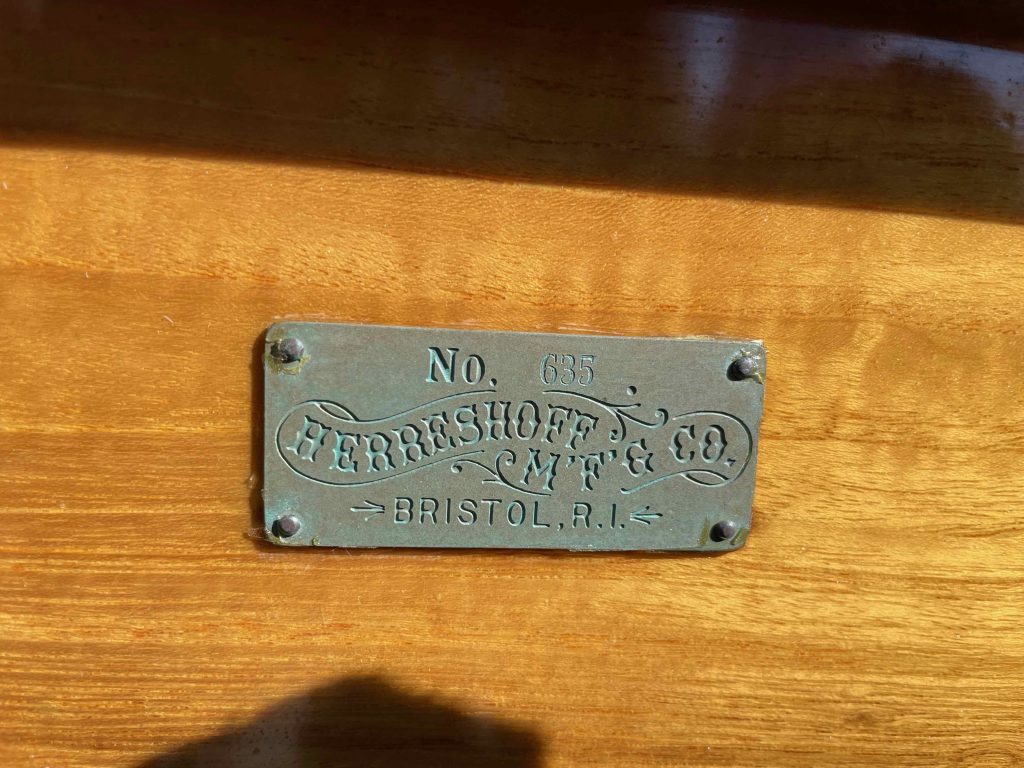 No. 635
HERRESHOFF
M'F'G CO.
BRISTOL, R.I.